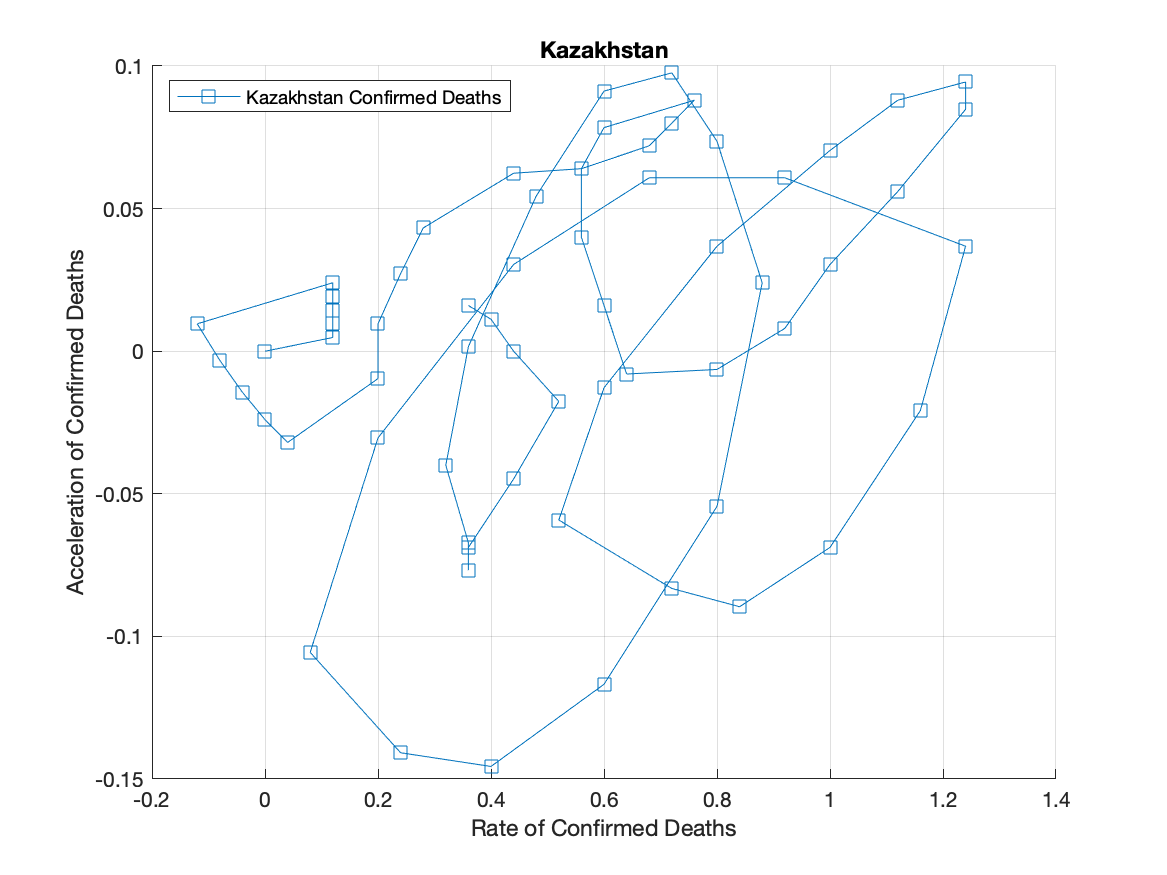 Kazakhstan
Kazakhstan Confirmed Deaths
0.1
0.05
0
-0.05
-0.1
-0.15
Acceleration of Confirmed Deaths
-0.2 0 0.2 0.4 0.6 0.8 1 1.2 1.4
Rate of Confirmed Deaths